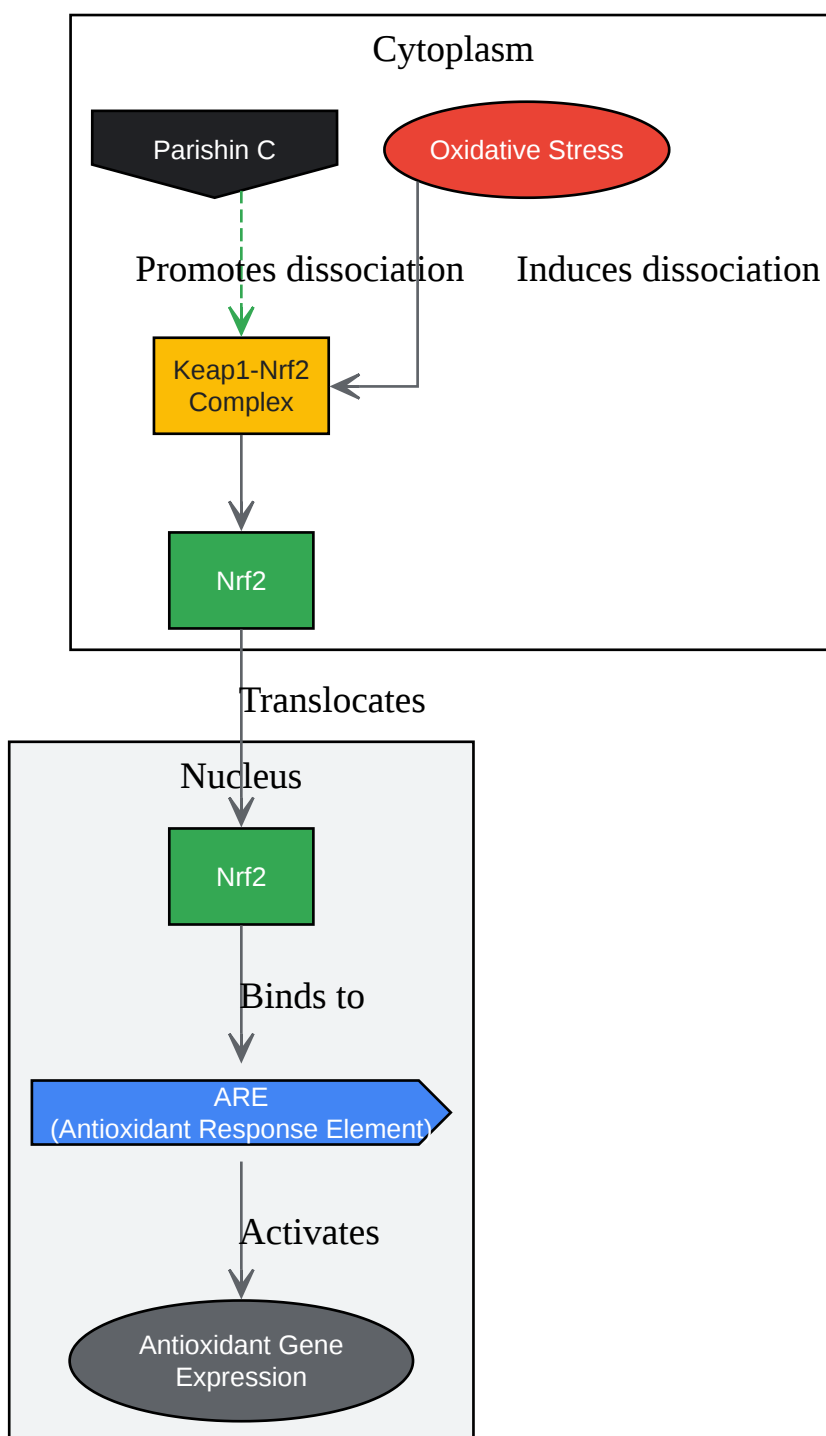 Cytoplasm
Parishin C
Oxidative Stress
Promotes dissociation
Induces dissociation
Keap1-Nrf2
Complex
Nrf2
Translocates
Nucleus
Nrf2
Binds to
ARE
(Antioxidant Response Element)
Activates
Antioxidant Gene
Expression